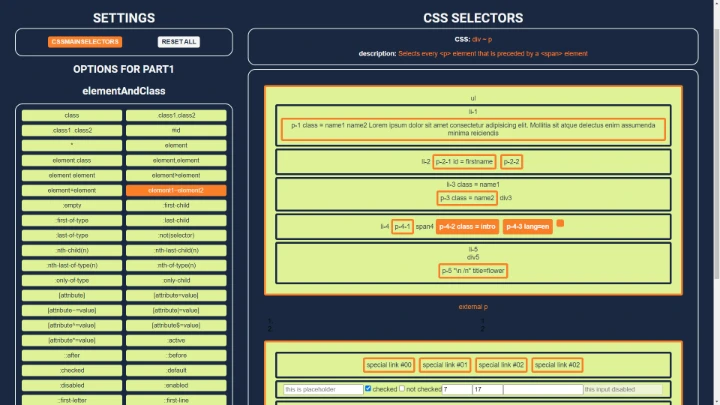 SETTINGS
CSSMAINSELECTORS
RESET ALL
OPTIONS FOR PART1
elementAndClass
.class
.class1.class2
.class1 .class2
#id
*
element
element.class
element,element
element element
element>element
element+element
element1~element2
:empty
:first-child
:first-of-type
:last-child
:last-of-type
:not(selector)
:nth-child(n)
:nth-last-child(n)
:nth-last-of-type(n)
:nth-of-type(n)
:only-of-type
:only-child
[attribute]
[attribute=value]
[attribute~=value]
[attribute|=value]
[attribute^=value]
[attribute$=value]
[attribute*=value]
:active
::after
::before
:checked
:default
:disabled
:enabled
::first-letter
::first-line
CSS SELECTORS
CSS: div ~ p
description: Selects every <p> element that is preceded by a <span> element
ul
li-1
p-1 class = name1 name2 Lorem ipsum dolor sit amet consectetur adipisicing elit. Mollitia sit atque delectus enim assumenda
minima reiciendis
li-2 p-2-1 id = firstname p-2-2
li-3 class = name1
p-3 class = name2 div3
li-4 p-4-1 span4 p-4-2 class = intro p-4-3 lang=en
li-5
div5
p-5 "\n /n" title=flower
external p
special link #00 special link #01 special link #02 special link #02
this is placeholder checked not checked 7 17 this input disabled